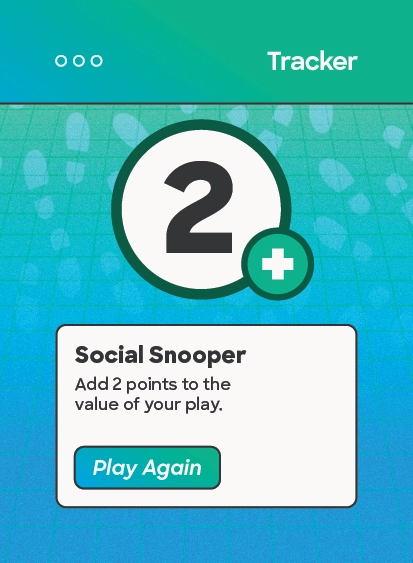 Tracker
2
+
Social Snooper
Add 2 points to the
value of your play.
Play Again